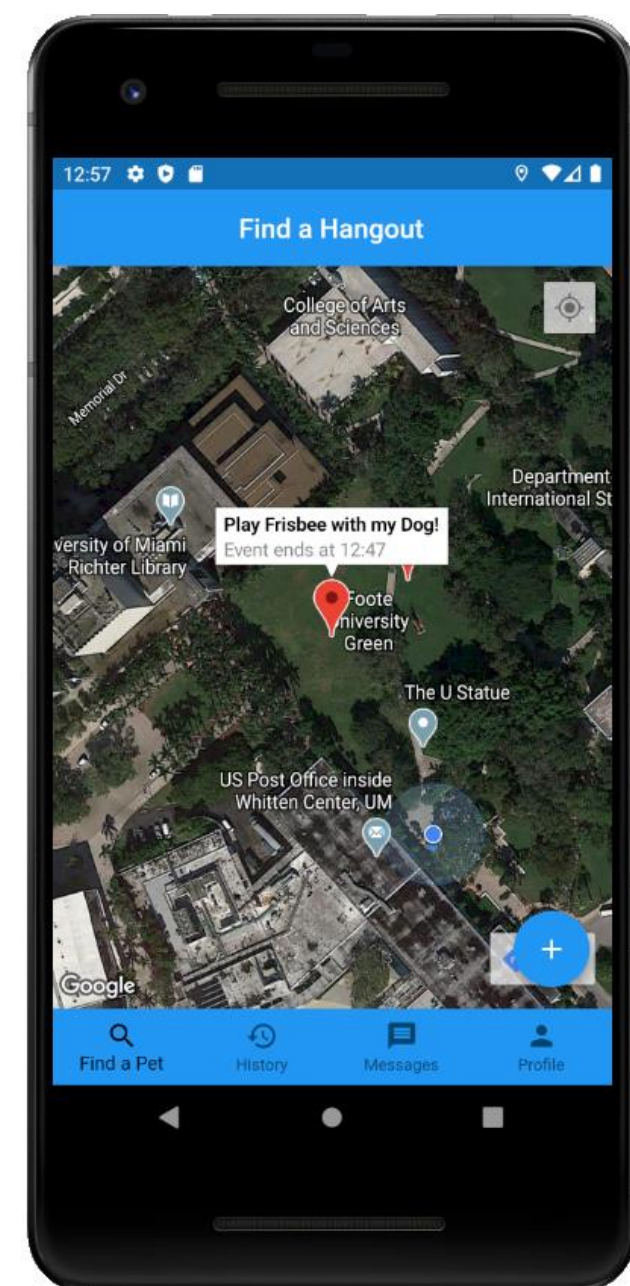 12:57
Find a Hangout
College of Arts
and Sciences
Memorial Dr
Department
International St
Play Frisbee with my Dog!
Event ends at 12:47
versity of Miami
Richter Library
Foote
niversity
Green
The U Statue
US Post Office inside
Whitten Center, UM
+
Google
Find a Pet
History
Messages
Profile